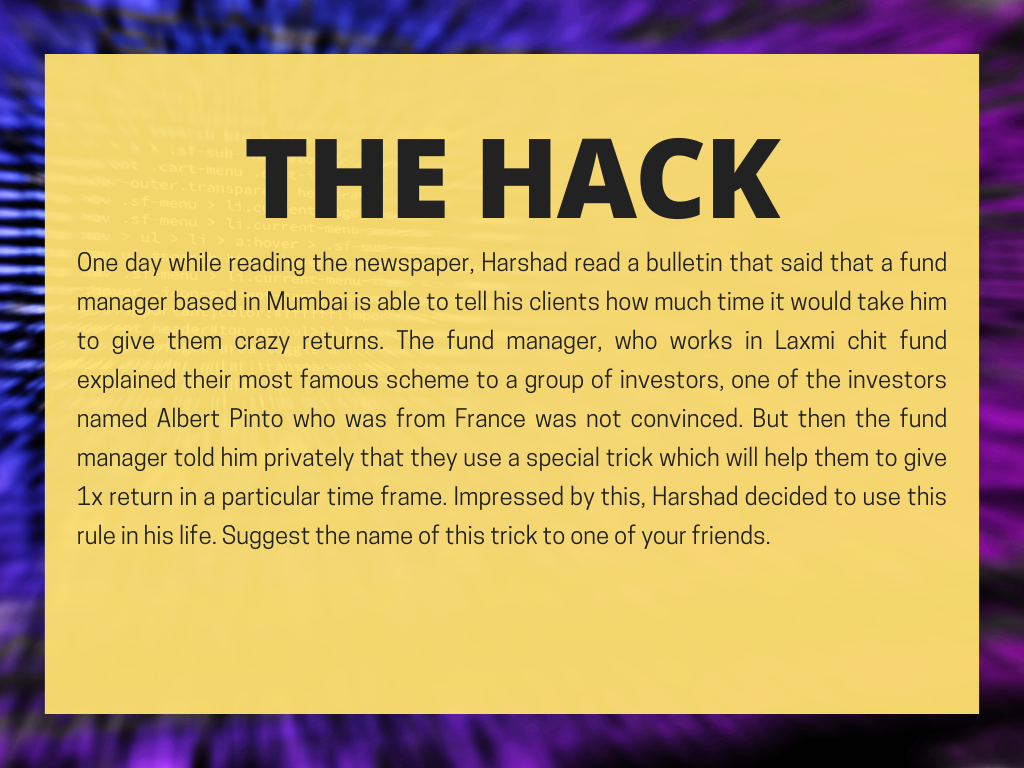 THE HACK
One day while reading the newspaper, Harshad read a bulletin that said that a fund
manager based in Mumbai is able to tell his clients how much time it would take him
to give them crazy returns. The fund manager, who works in Laxmi chit fund
explained their most famous scheme to a group of investors, one of the investors
named Albert Pinto who was from France was not convinced. But then the fund
manager told him privately that they use a special trick which will help them to give
1x return in a particular time frame. Impressed by this, Harshad decided to use this
rule in his life. Suggest the name of this trick to one of your friends.